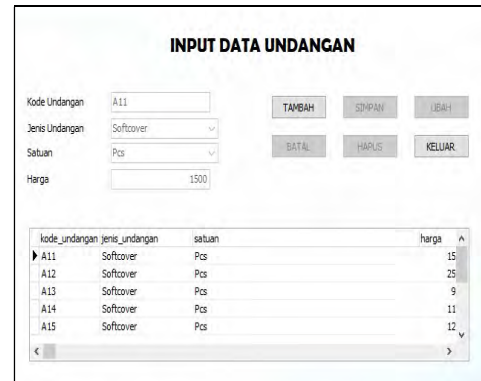 INPUT DATA UNDANGAN
Kode Undangan A11
Jenis Undangan Softcover
Satuan Pcs
Harga 1500
TAMBAH SIMPAN UBAH
BATAL HAPUS KELUAR
kode_undangan jenis_undangan satuan harga
A11 Softcover Pcs 15
A12 Softcover Pcs 25
A13 Softcover Pcs 9
A14 Softcover Pcs 11
A15 Softcover Pcs 12